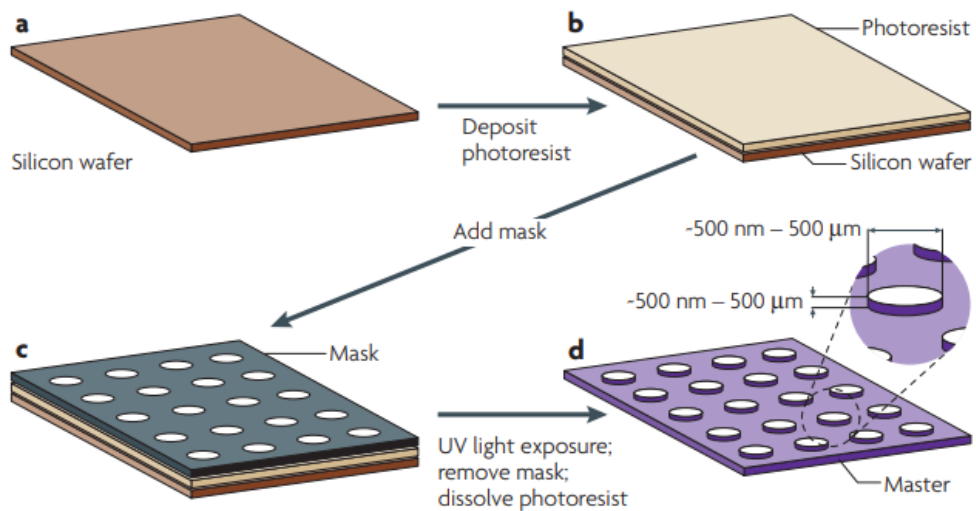 a
b
Photoresist
Deposit
photoresist
Silicon wafer
Silicon wafer
Add mask
~500 nm – 500 μm
~500 nm – 500 μm
c
Mask
d
UV light exposure;
remove mask;
dissolve photoresist
Master